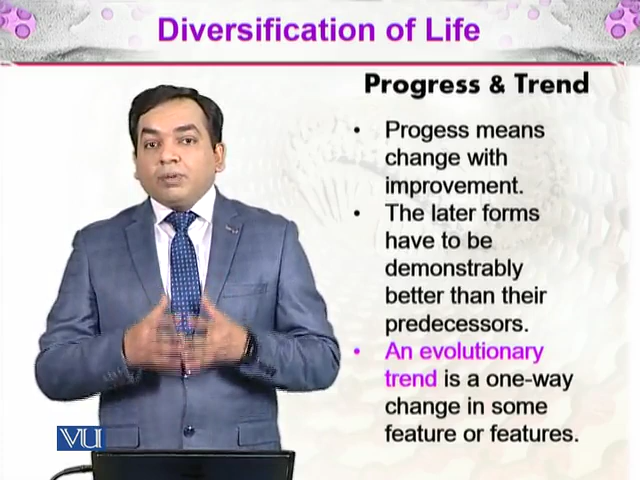 Diversification of Life
Progress & Trend
• Progess means
change with
improvement.
• The later forms
have to be
demonstrably
better than their
predecessors.
• An evolutionary
trend is a one-way
change in some
feature or features.
VU